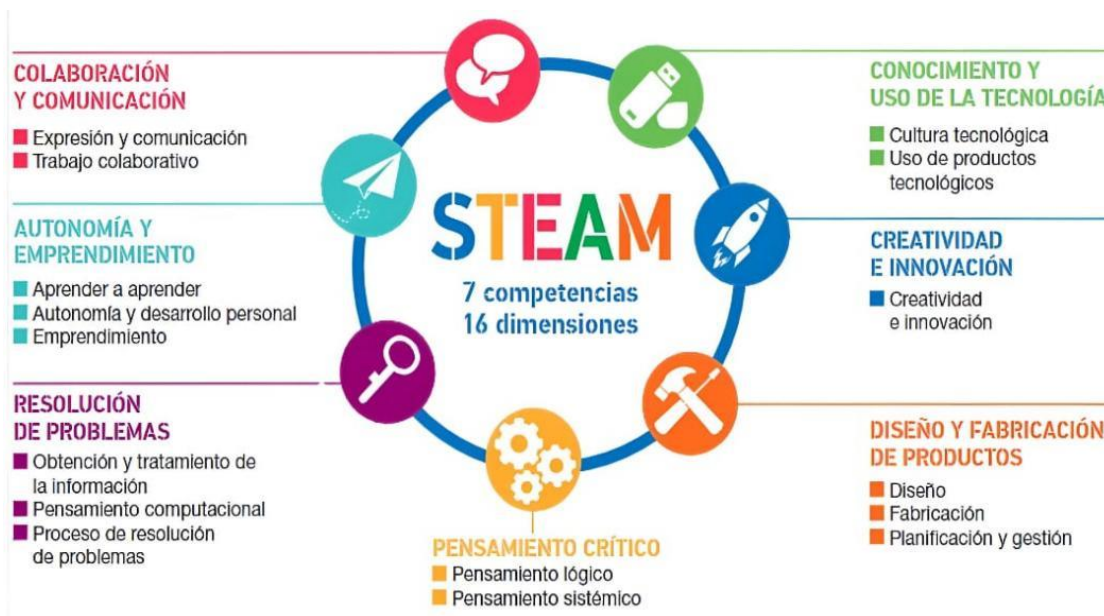 COLABORACIÓN
Y COMUNICACIÓN
Expresión y comunicación
Trabajo colaborativo
AUTONOMÍA Y
EMPRENDIMIENTO
Aprender a aprender
Autonomía y desarrollo personal
Emprendimiento
RESOLUCIÓN
DE PROBLEMAS
Obtención y tratamiento de
la información
Pensamiento computacional
Proceso de resolución
de problemas
STEAM
7 competencias
16 dimensiones
PENSAMIENTO CRÍTICO
Pensamiento lógico
Pensamiento sistémico
CONOCIMIENTO Y
USO DE LA TECNOLOGÍA
Cultura tecnológica
Uso de productos
tecnológicos
CREATIVIDAD
E INNOVACIÓN
Creatividad
e innovación
DISEÑO Y FABRICACIÓN
DE PRODUCTOS
Diseño
Fabricación
Planificación y gestión